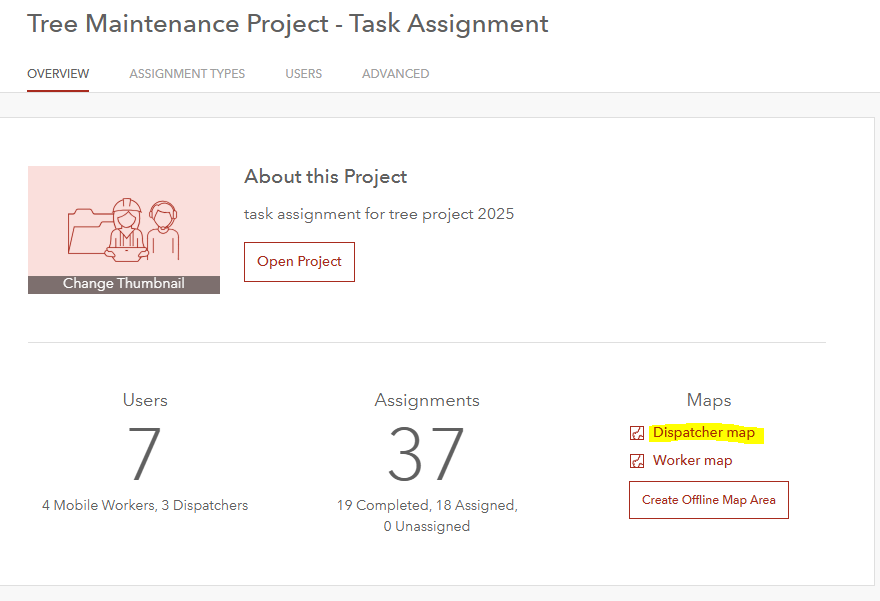 Tree Maintenance Project - Task Assignment
OVERVIEW
ASSIGNMENT TYPES
USERS
ADVANCED
Change Thumbnail
About this Project
task assignment for tree project 2025
Open Project
Users
7
4 Mobile Workers, 3 Dispatchers
Assignments
37
19 Completed, 18 Assigned,
0 Unassigned
Maps
Dispatcher map
Worker map
Create Offline Map Area